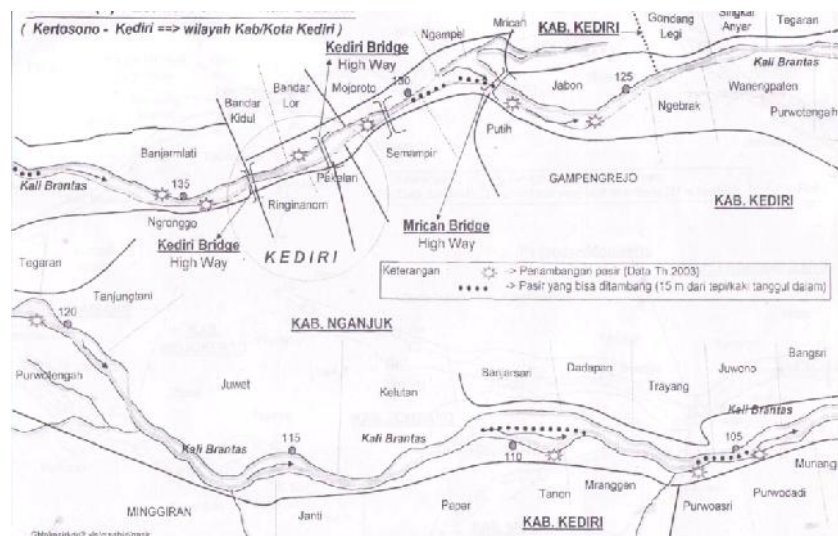 ( Kertosono - Kediri ==> wilayah Kab/Kota Kediri )
Kediri Bridge
High Way
Ngampel
Mrican
KAB. KEDIRI
Gondang
Legi
Anyer
Tegaran
Kali Brantas
Bandar
Lor
Mojoroto
130
Jabon
125
Wanengpaten
Bandar
Kidul
Ngebrak
Purwotengah
Putih
Banjarmlati
Semampir
Pakelan
GAMPENGREJO
Kali Brantas
135
KAB. KEDIRI
Ringinanom
Ngronggo
Mrican Bridge
High Way
Kediri Bridge
High Way
KEDIRI
Tegaran
Keterangan
-> Penambangan pasir (Data Th 2003)
-> Pasir yang bisa ditambang (15 m dari tepi/kaki tanggul dalam)
Tanjungtani
120
KAB. NGANJUK
Bangsri
Purwotengah
Juwet
Kelutan
Banjarsari
Dadapan
Trayang
Juwono
Kali Brantas
Kali Brantas
115
Kali Brantas
110
105
Munang
MINGGIRAN
Janti
Papar
Tanon
Mranggen
Purwoasri
Purwodadi
KAB. KEDIRI